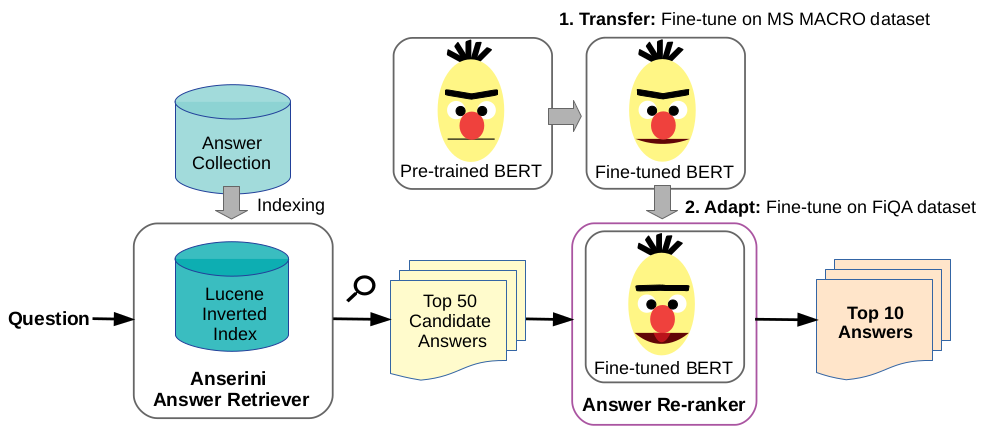 1. Transfer: Fine-tune on MS MACRO dataset
Pre-trained BERT
Fine-tuned BERT
Answer
Collection
Indexing
2. Adapt: Fine-tune on FiQA dataset
Question
Lucene
Inverted
Index
Anserini
Answer Retriever
Top 50
Candidate
Answers
Fine-tuned BERT
Answer Re-ranker
Top 10
Answers